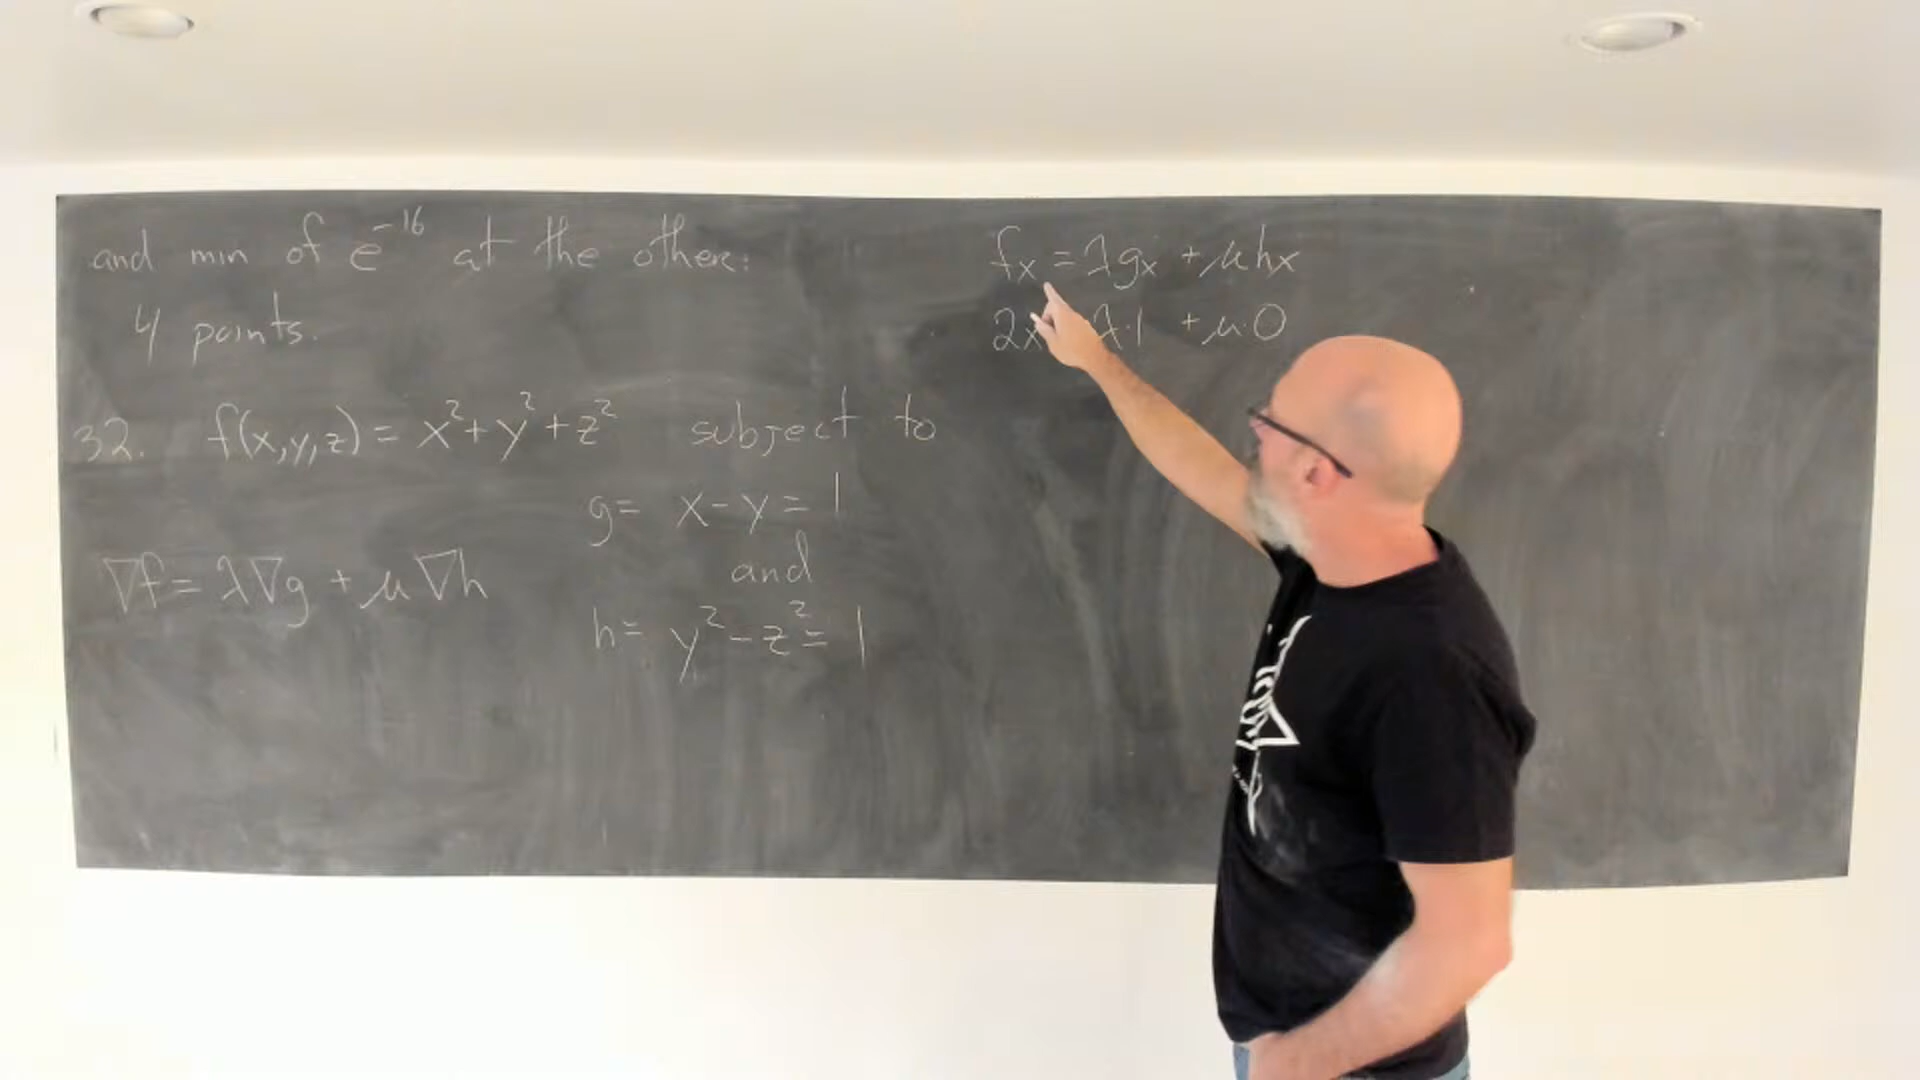 and min of e^-16 at the other:
4 points.
32. f(x,y,z) = x²+y²+z² subject to
g= x-y=1
and
∇f=λ∇g+μ∇h
h= y²-z²=1
fx=λgx+μhx
2x λ·1 +μ·0